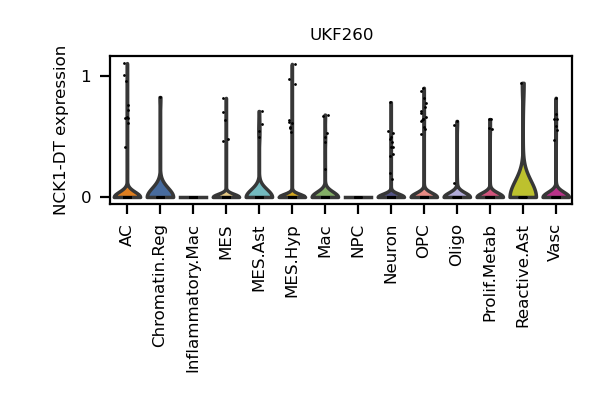 UKF260
NCK1-DT expression
1
0
AC
Chromatin.Reg
Inflammatory.Mac
MES
MES.Ast
MES.Hyp
Mac
NPC
Neuron
OPC
Oligo
Prolif.Metab
Reactive.Ast
Vasc